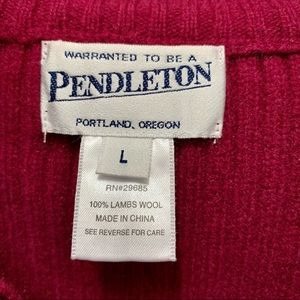 WARRANTED TO BE A
PENDLETON
PORTLAND, OREGON
L
RN#29685
100% LAMBS WOOL
MADE IN CHINA
SEE REVERSE FOR CARE